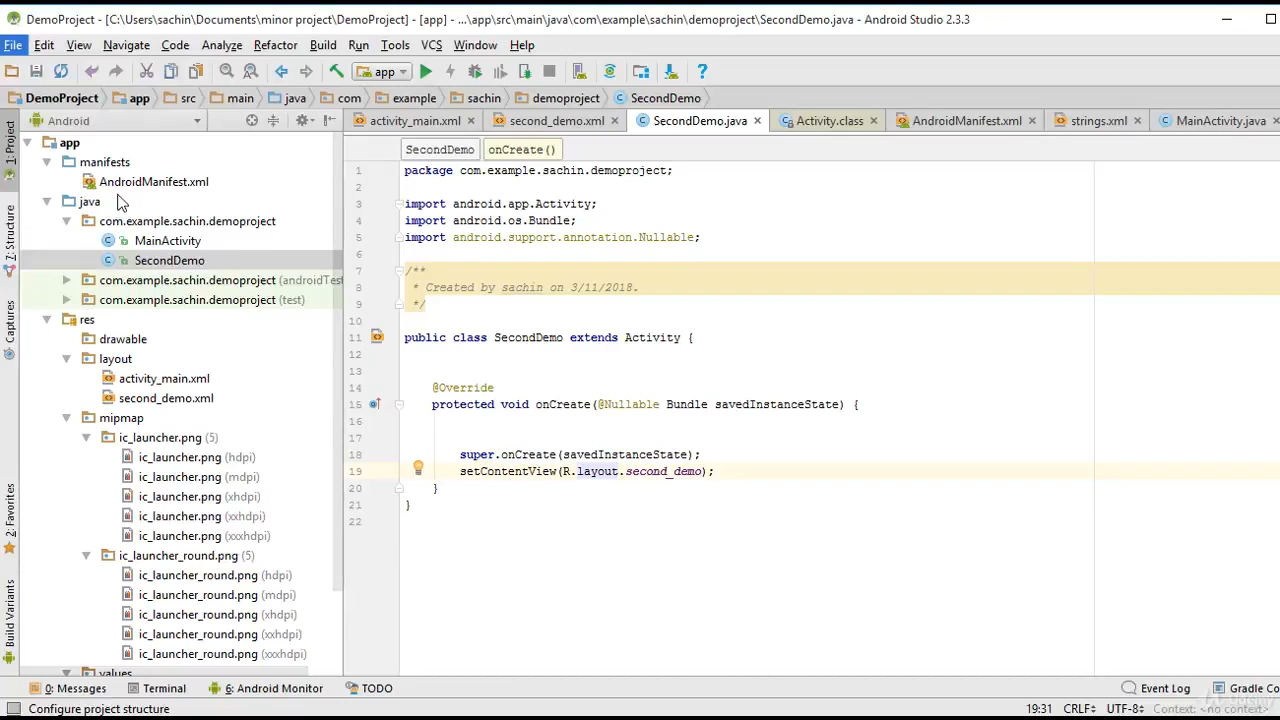 DemoProject - [C:\Users\sachin\Documents\minor project\DemoProject] - [app] - ...\app\src\main\java\com\example\sachin\demoproject\SecondDemo.java - Android Studio 2.3.3
File Edit View Navigate Code Analyze Refactor Build Run Tools VCS Window Help
app
DemoProject app src main java com example sachin demoproject SecondDemo
Android
activity_main.xml second_demo.xml SecondDemo.java Activity.class AndroidManifest.xml strings.xml MainActivity.java
SecondDemo onCreate()
1: Project
Z: Structure
Captures
2: Favorites
Build Variants
app
manifests
AndroidManifest.xml
java
com.example.sachin.demoproject
MainActivity
SecondDemo
com.example.sachin.demoproject (androidTest
com.example.sachin.demoproject (test)
res
drawable
layout
activity_main.xml
second_demo.xml
mipmap
ic_launcher.png (5)
ic_launcher.png (hdpi)
ic_launcher.png (mdpi)
ic_launcher.png (xhdpi)
ic_launcher.png (xxhdpi)
ic_launcher.png (xxxhdpi)
ic_launcher_round.png (5)
ic_launcher_round.png (hdpi)
ic_launcher_round.png (mdpi)
ic_launcher_round.png (xhdpi)
ic_launcher_round.png (xxhdpi)
ic_launcher_round.png (xxxhdpi)
values
1 package com.example.sachin.demoproject;
2
3 import android.app.Activity;
4 import android.os.Bundle;
5 import android.support.annotation.Nullable;
6
7 /**
8 * Created by sachin on 3/11/2018.
9 */
10
11 public class SecondDemo extends Activity {
12
13
14 @Override
15 protected void onCreate(@Nullable Bundle savedInstanceState) {
16
17
18 super.onCreate(savedInstanceState);
19 setContentView(R.layout.second_demo);
20 }
21 }
22
0: Messages Terminal 6: Android Monitor TODO Event Log Gradle Co
Configure project structure 19:31 CRLF UTF-8 Context: <no context>